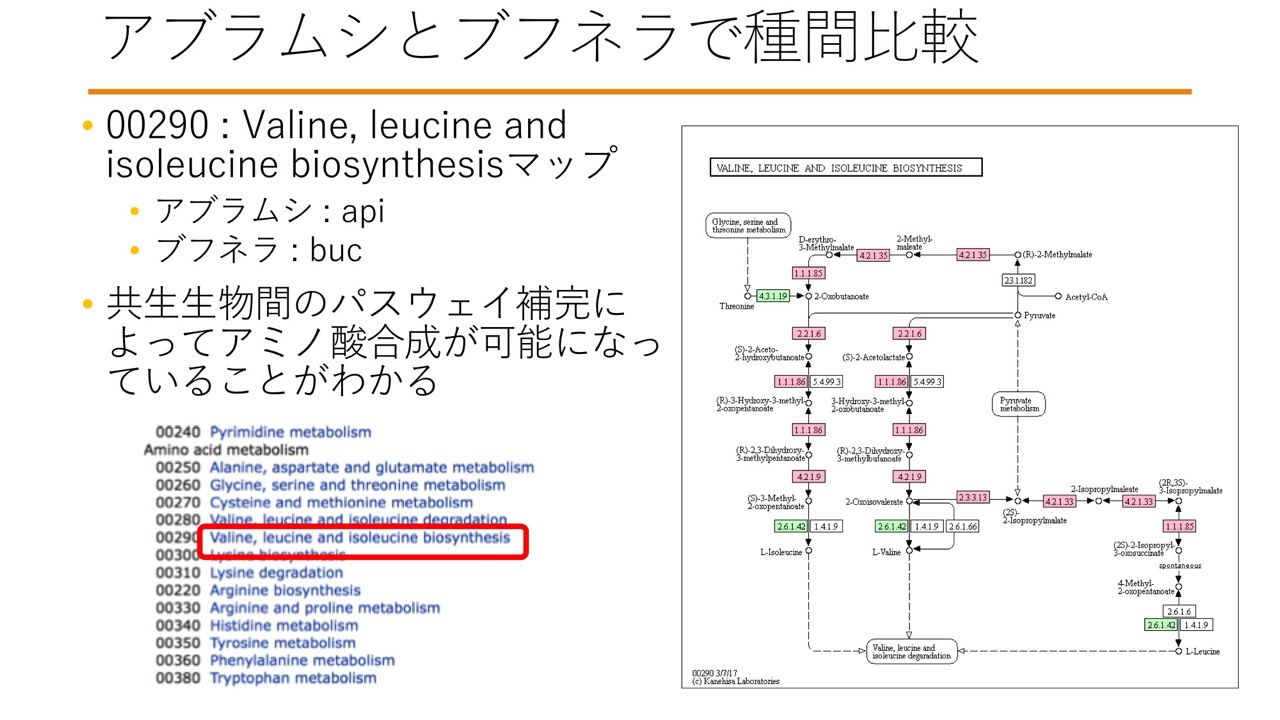 アブラムシとブフネラで種間比較
• 00290 : Valine, leucine and
isoleucine biosynthesisマップ
• アブラムシ : api
• ブフネラ : buc
• 共生生物間のパスウェイ補完に
よってアミノ酸合成が可能になっ
ていることがわかる
00240 Pyrimidine metabolism
Amino acid metabolism
00250 Alanine, aspartate and glutamate metabolism
00260 Glycine, serine and threonine metabolism
00270 Cysteine and methionine metabolism
00280 Valine, leucine and isoleucine degradation
00290 Valine, leucine and isoleucine biosynthesis
00300 Lysine biosynthesis
00310 Lysine degradation
00220 Arginine biosynthesis
00330 Arginine and proline metabolism
00340 Histidine metabolism
00350 Tyrosine metabolism
00360 Phenylalanine metabolism
00380 Tryptophan metabolism
VALINE, LEUCINE AND ISOLEUCINE BIOSYNTHESIS
Glycine, serine and
threonine metabolism
D-erythro-
3-Methylmalate
4.2.1.35
2-Methyl-
maleate
4.2.1.35
(R)-2-Methylmalate
1.1.1.85
2.3.1.182
Threonine
4.3.1.19
2-Oxobutanoate
Acetyl-CoA
Pyruvate
2.2.1.6
2.2.1.6
(S)-2-Aceto-
2-hydroxybutanoate
(S)-2-Acetolactate
1.1.1.86
5.4.99.3
1.1.1.86
5.4.99.3
(R)-3-Hydroxy-3-methyl-
2-oxopentanoate
3-Hydroxy-3-methyl-
2-oxobutanoate
Pyruvate
metabolism
1.1.1.86
1.1.1.86
(R)-2,3-Dihydroxy-
3-methylpentanoate
(R)-2,3-Dihydroxy-
3-methylbutanoate
4.2.1.9
4.2.1.9
(S)-3-Methyl-
2-oxopentanoate
2-Oxoisovalerate
2.3.3.13
(2S)-
2-Isopropylmalate
4.2.1.33
2-Isopropylmaleate
4.2.1.33
(2R,3S)-
3-Isopropylmalate
2.6.1.42
1.4.1.9
2.6.1.42
1.4.1.9
2.6.1.66
1.1.1.85
L-Isoleucine
L-Valine
(2S)-2-Isopropyl-
3-oxosuccinate
spontaneous
4-Methyl-
2-oxopentanoate
2.6.1.6
2.6.1.42
1.4.1.9
L-Leucine
Valine, leucine and
isoleucine degradation
00290 3/7/17
(c) Kanehisa Laboratories